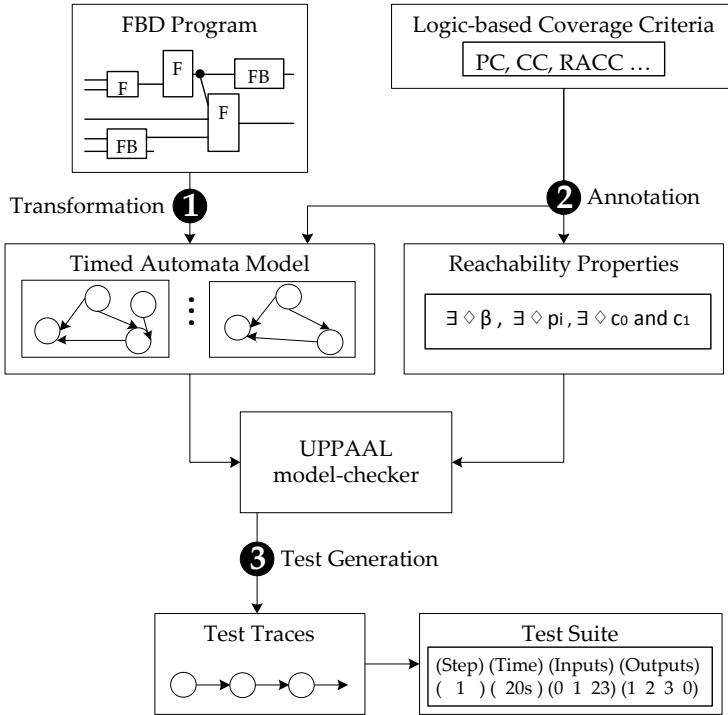 FBD Program
F
F
FB
F
FB
Logic-based Coverage Criteria
PC, CC, RACC ...
Transformation 1
2 Annotation
Timed Automata Model
Reachability Properties
∃ ♢ β , ∃ ♢ pi , ∃ ♢ c₀ and c₁
UPPAAL
model-checker
3 Test Generation
Test Traces
Test Suite
(Step) (Time) (Inputs) (Outputs)
( 1 ) ( 20s ) (0 1 23) (1 2 3 0)